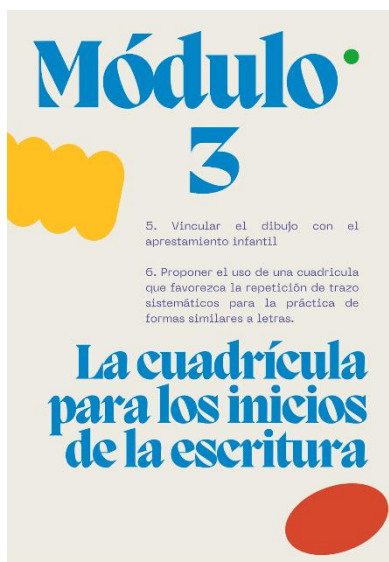 Módulo
3
5. Vincular el dibujo con el
aprestamiento infantil
6. Proponer el uso de una cuadricula
que favorezca la repetición de trazo
sistemáticos para la práctica de
formas similares a letras.
La cuadrícula
para los inicios
de la escritura